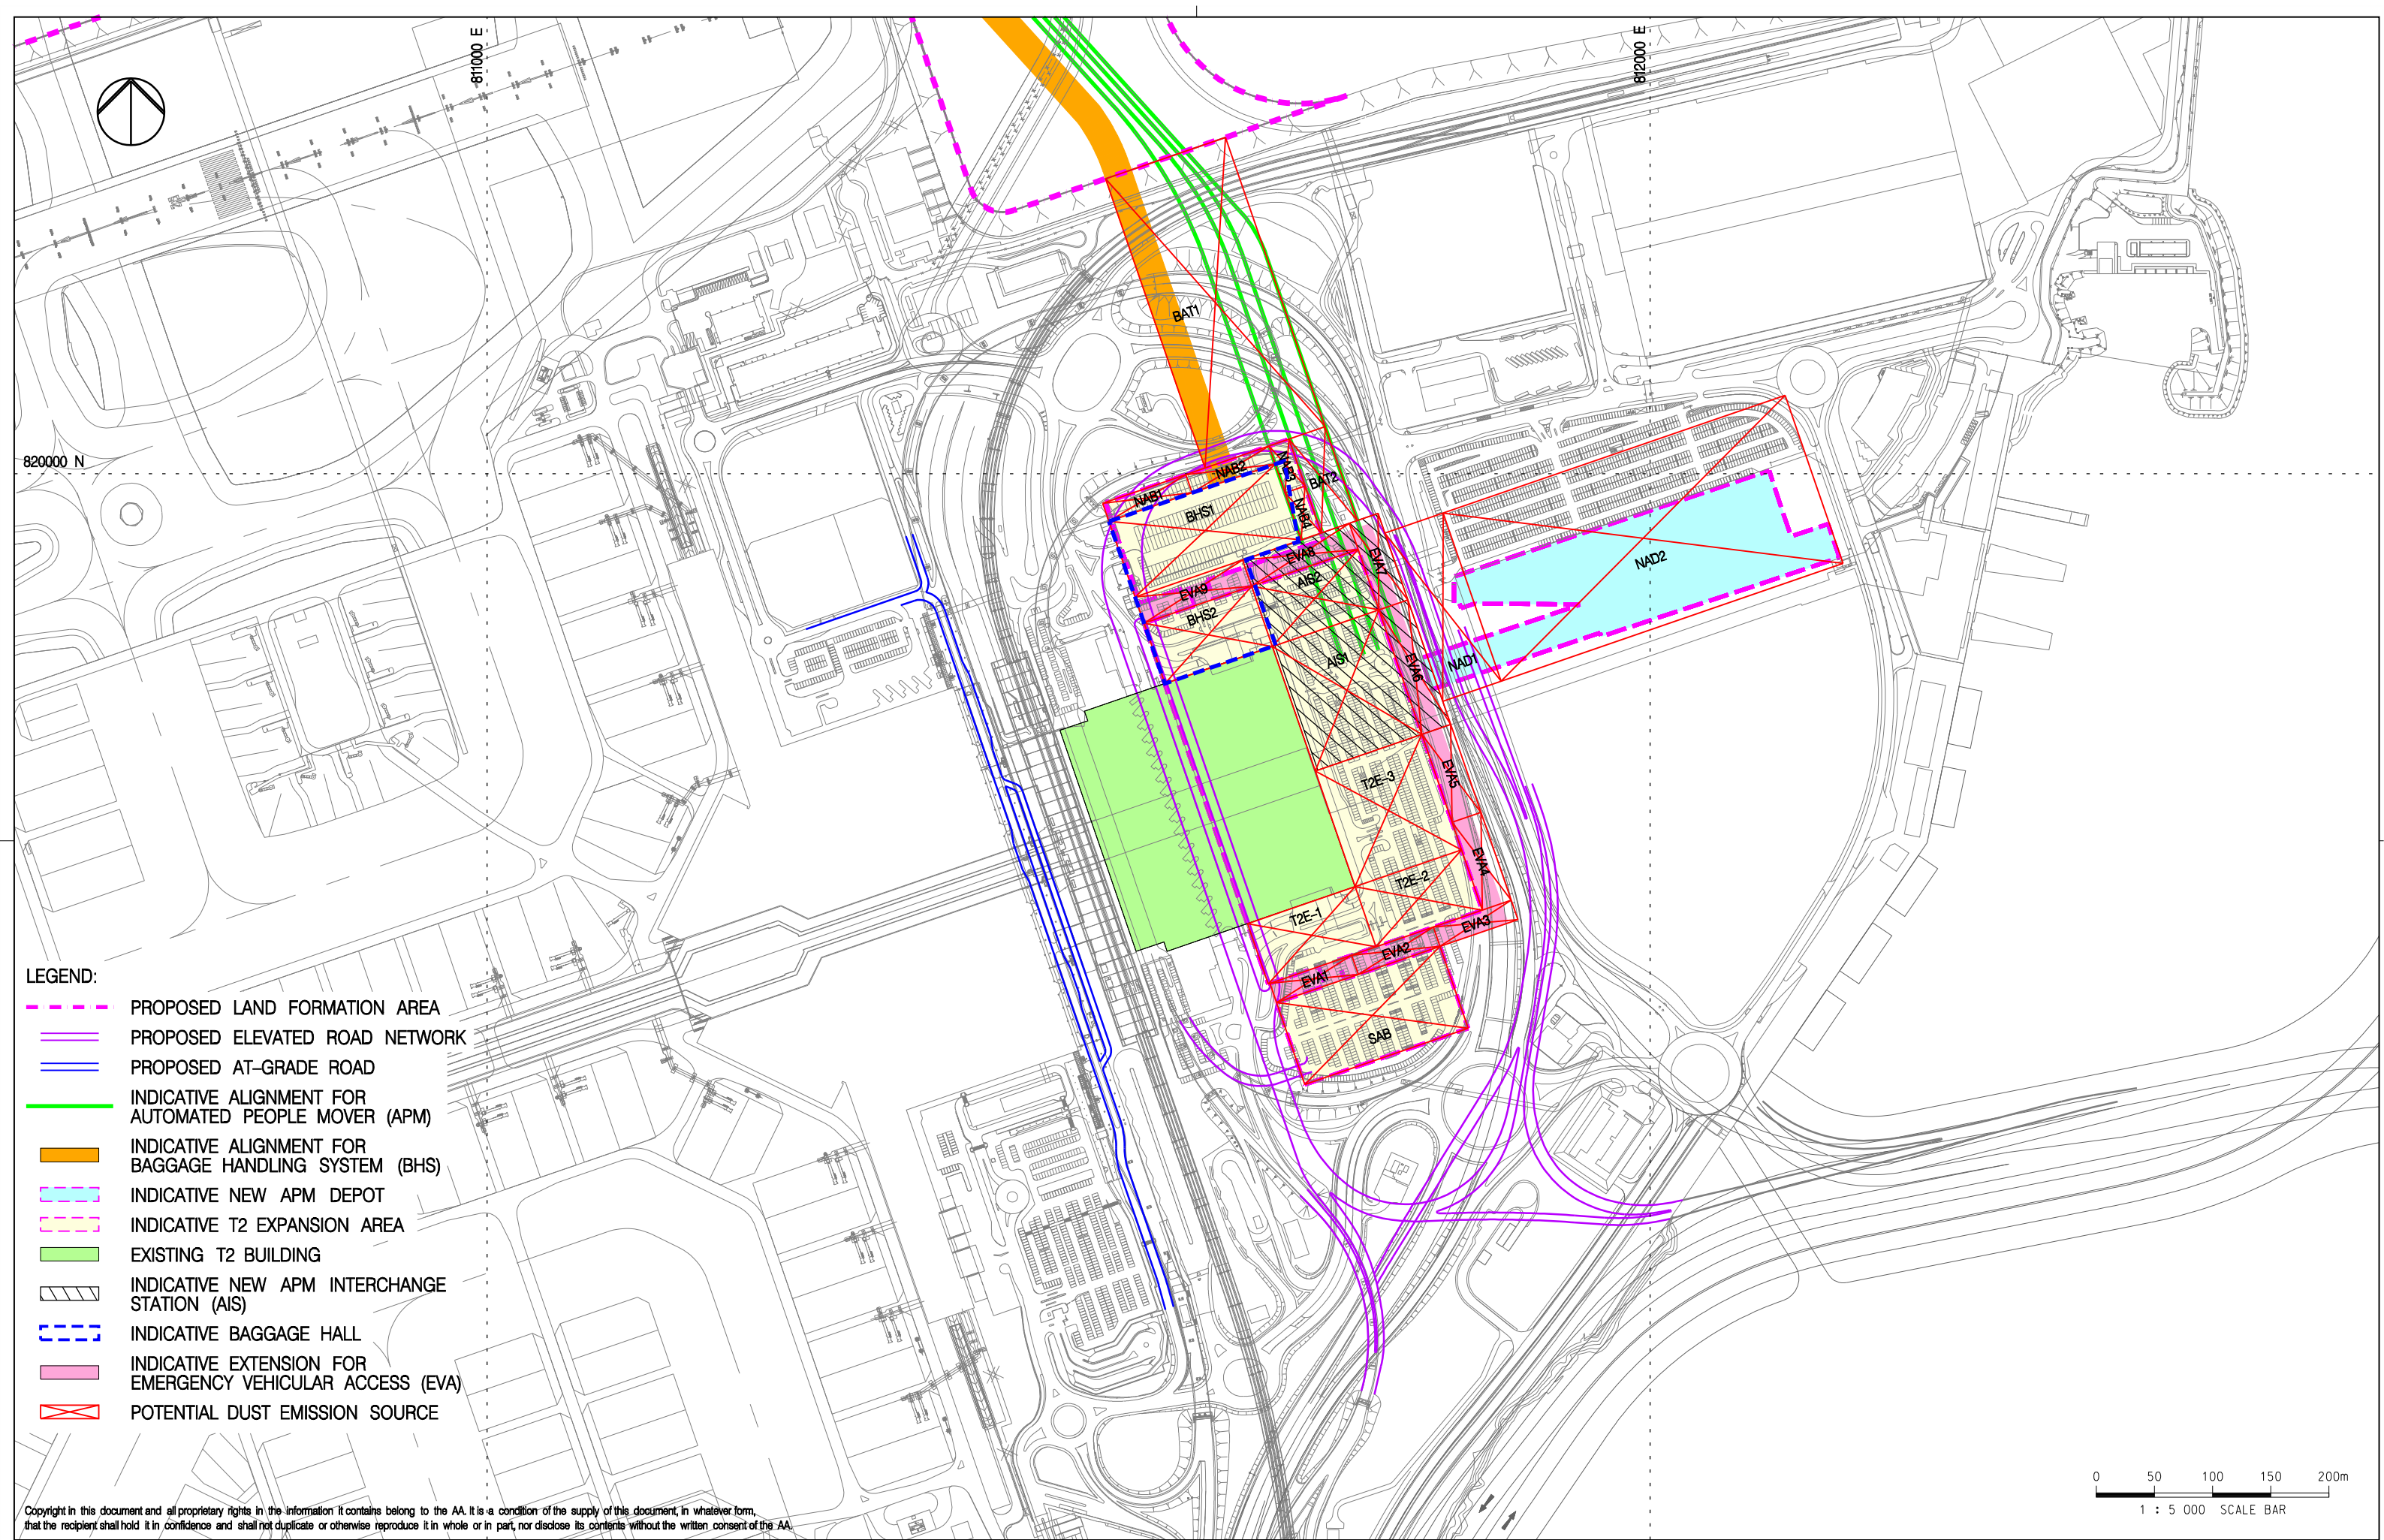 811000 E
812000 E
820000 N
BAT1
NAB2
NAB1
NAB3
BAT2
NAB4
BHS1
EVA8
EVA7
AIS2
NAD2
EVA9
BHS2
AIS1
EVA6
NAD1
T2E-3
EVA5
EVA4
T2E-2
T2E-1
EVA3
EVA2
EVA1
SAB
LEGEND:
PROPOSED LAND FORMATION AREA
PROPOSED ELEVATED ROAD NETWORK
PROPOSED AT-GRADE ROAD
INDICATIVE ALIGNMENT FOR
AUTOMATED PEOPLE MOVER (APM)
INDICATIVE ALIGNMENT FOR
BAGGAGE HANDLING SYSTEM (BHS)
INDICATIVE NEW APM DEPOT
INDICATIVE T2 EXPANSION AREA
EXISTING T2 BUILDING
INDICATIVE NEW APM INTERCHANGE
STATION (AIS)
INDICATIVE BAGGAGE HALL
INDICATIVE EXTENSION FOR
EMERGENCY VEHICULAR ACCESS (EVA)
POTENTIAL DUST EMISSION SOURCE
0 50 100 150 200m
1 : 5 000 SCALE BAR
Copyright in this document and all proprietary rights in the information it contains belong to the AA. It is a condition of the supply of this document, in whatever form,
that the recipient shall hold it in confidence and shall not duplicate or otherwise reproduce it in whole or in part, nor disclose its contents without the written consent of the AA.